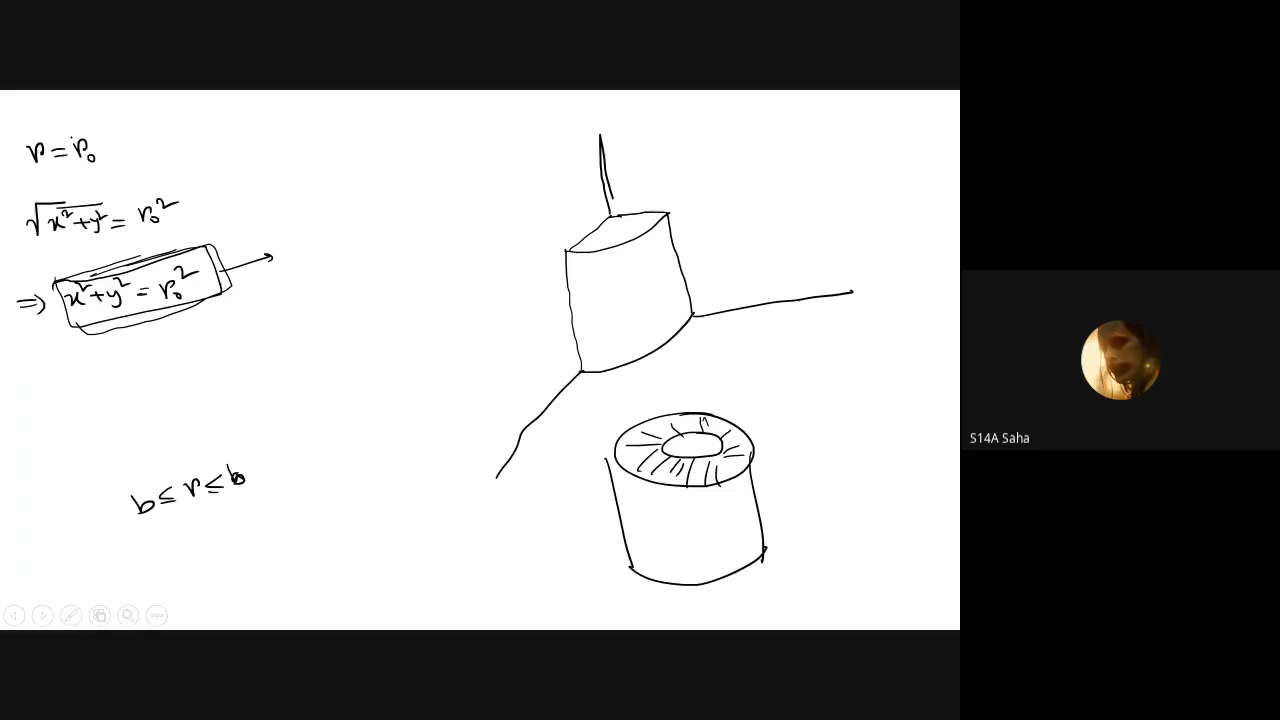 r = r₀
√x²+y² = r₀²
⇒ x²+y² = r₀²
b ≤ r ≤ b
S14A Saha